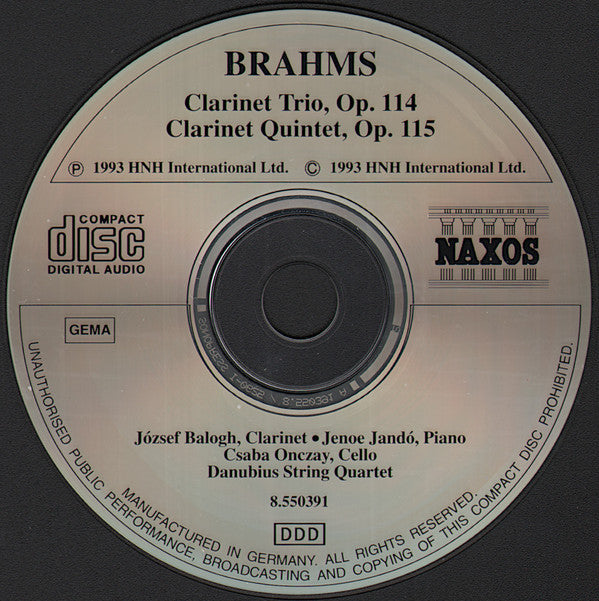 BRAHMS
Clarinet Trio, Op. 114
Clarinet Quintet, Op. 115
Ⓟ 1993 HNH International Ltd. © 1993 HNH International Ltd.
COMPACT
disc
DIGITAL AUDIO
NAXOS
GEMA
József Balogh, Clarinet • Jenoe Jandó, Piano
Csaba Onczay, Cello
Danubius String Quartet
8.550391
DDD
MANUFACTURED IN GERMANY. ALL RIGHTS RESERVED.
UNAUTHORISED PUBLIC PERFORMANCE, BROADCASTING AND COPYING OF THIS COMPACT DISC PROHIBITED.